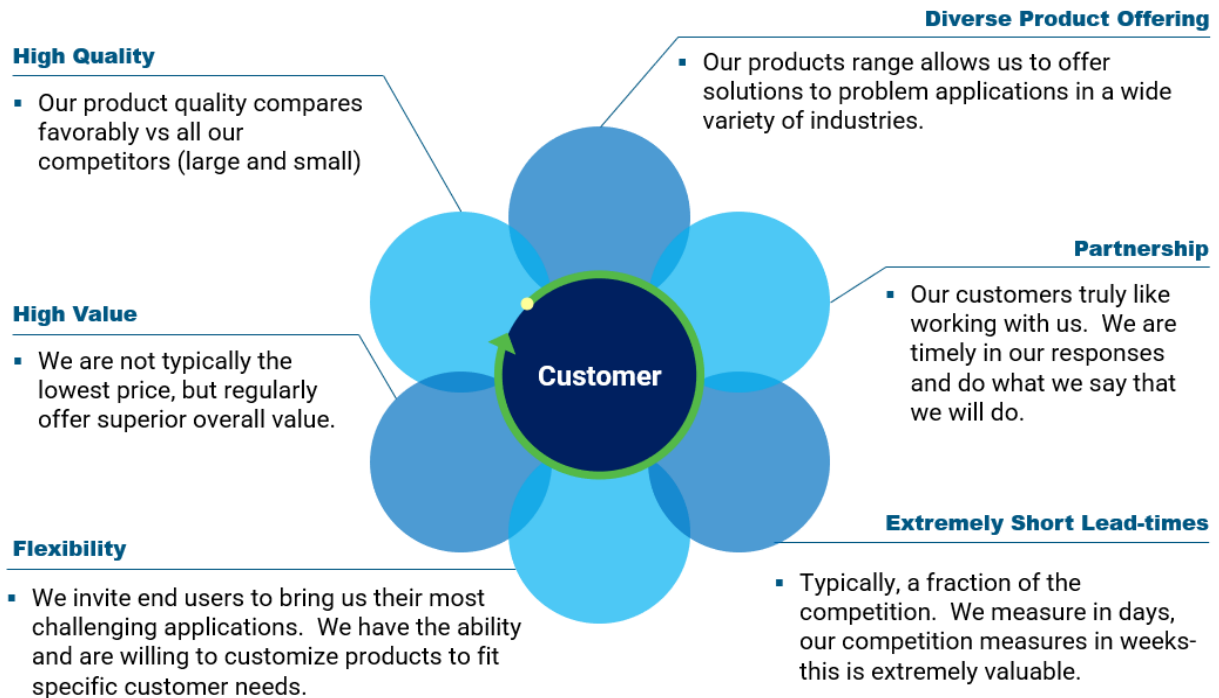 Diverse Product Offering
▪ Our products range allows us to offer
solutions to problem applications in a wide
variety of industries.
High Quality
▪ Our product quality compares
favorably vs all our
competitors (large and small)
Partnership
▪ Our customers truly like
working with us.  We are
timely in our responses
and do what we say that
we will do.
High Value
▪ We are not typically the
lowest price, but regularly
offer superior overall value.
Customer
Extremely Short Lead-times
▪ Typically, a fraction of the
competition.  We measure in days,
our competition measures in weeks-
this is extremely valuable.
Flexibility
▪ We invite end users to bring us their most
challenging applications.  We have the ability
and are willing to customize products to fit
specific customer needs.